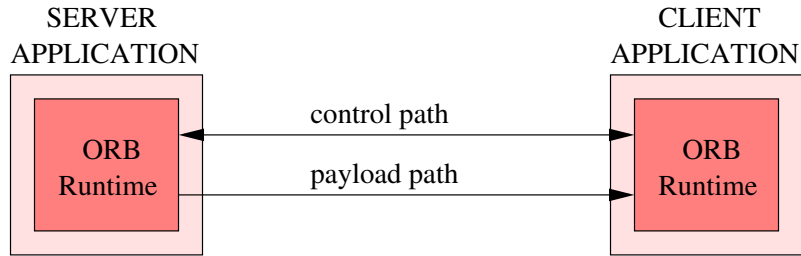 SERVER
APPLICATION
CLIENT
APPLICATION
control path
ORB
Runtime
payload path
ORB
Runtime